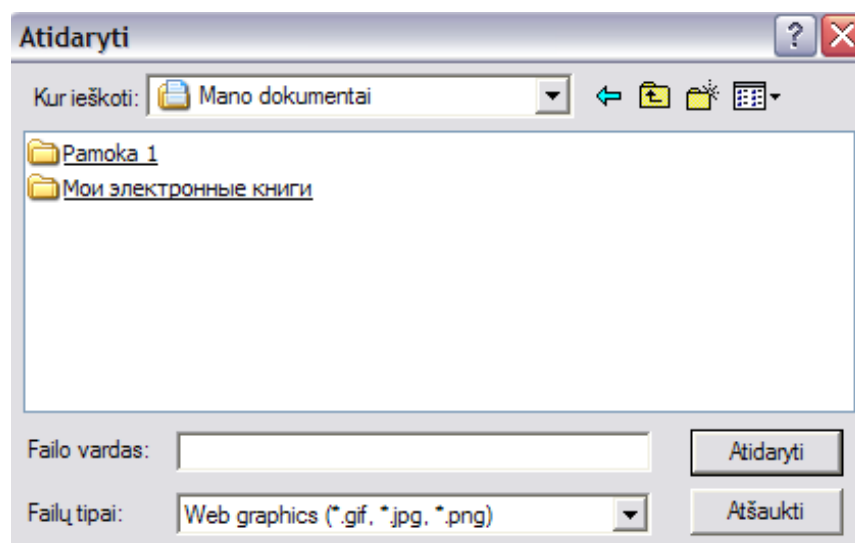 Atidaryti
Kur ieškoti: Mano dokumentai
Pamoka 1
Мои электронные книги
Failo vardas: Atidaryti
Failų tipai: Web graphics (*.gif, *.jpg, *.png) Atšaukti